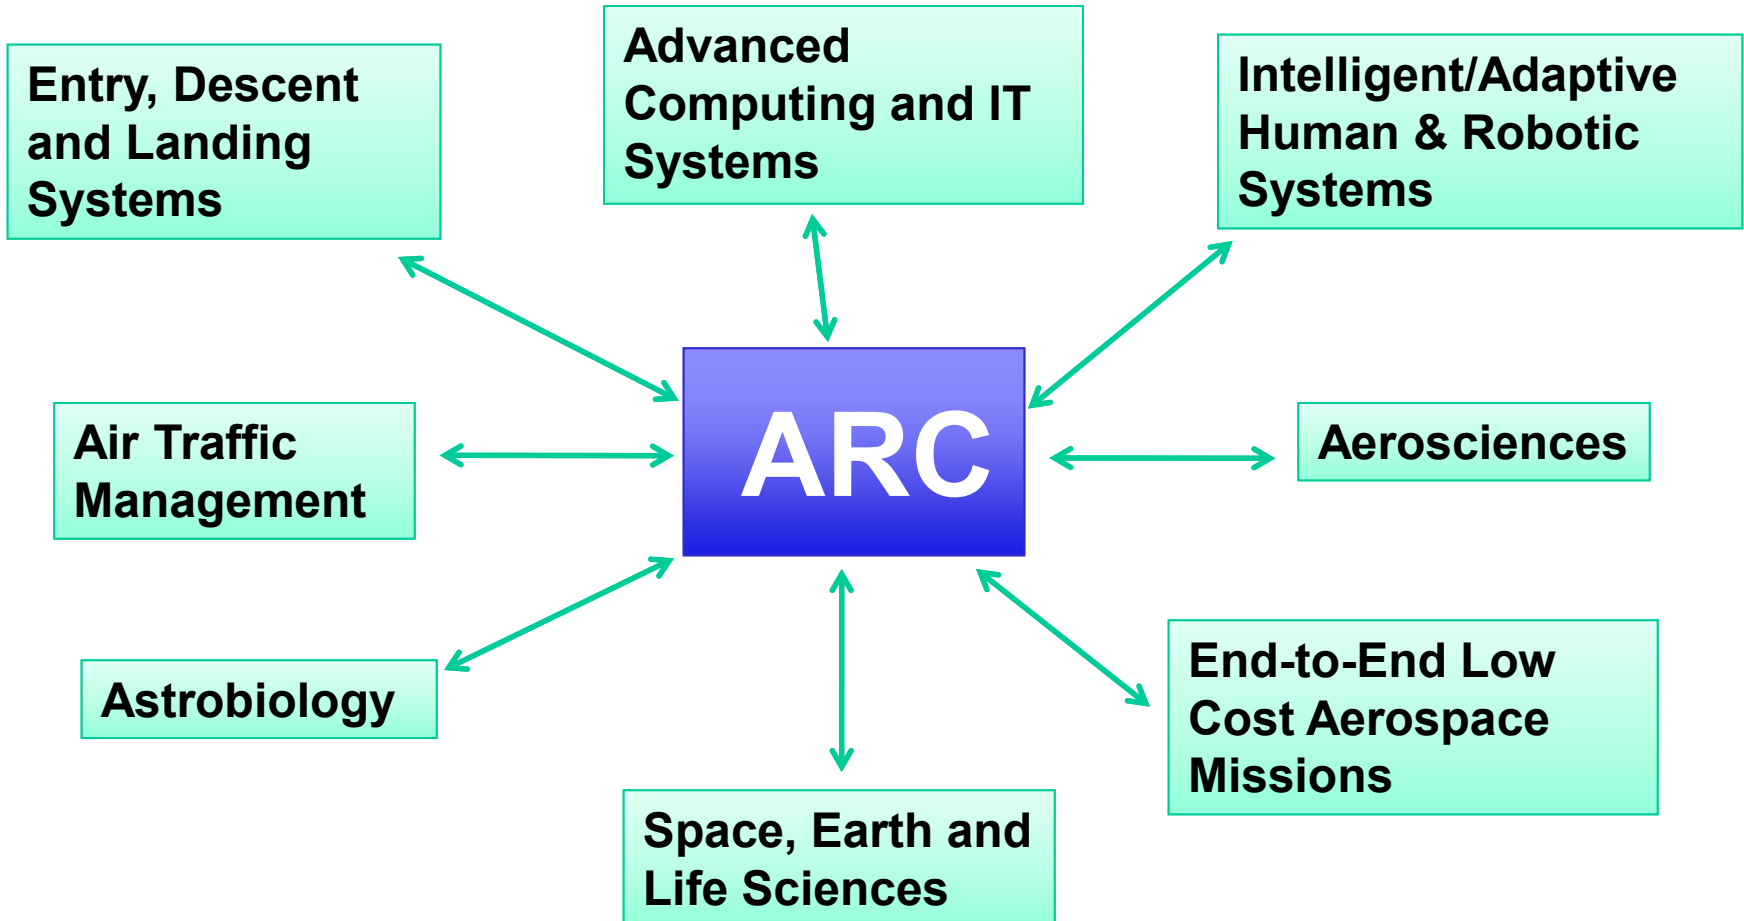 Entry, Descent
and Landing
Systems
Advanced
Computing and IT
Systems
Intelligent/Adaptive
Human & Robotic
Systems
Air Traffic
Management
ARC
Aerosciences
Astrobiology
Space, Earth and
Life Sciences
End-to-End Low
Cost Aerospace
Missions